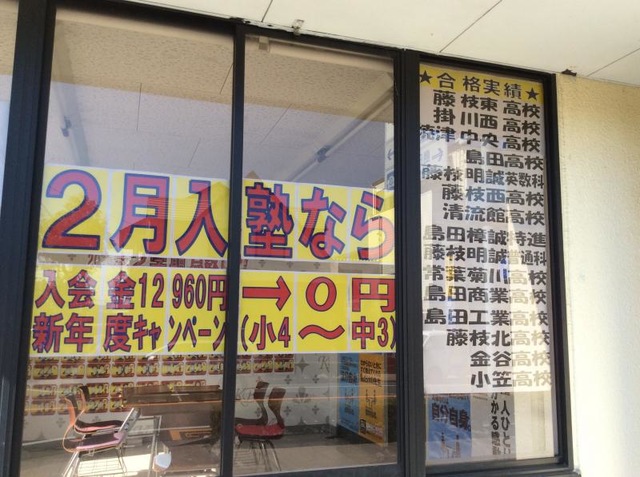 2月入塾なら
入会金12960円→0円
新年度キャンペーン(小4〜中3)
★合格実績★
藤枝東高校
掛川西高校
焼津中央高校
島田高校
藤枝明誠英数科
藤枝西高校
清流館高校
島田樟誠特進
藤枝明誠普通科
常葉菊川高校
島田商業高校
島田工業高校
藤枝北高校
金谷高校
小笠高校
自分自身